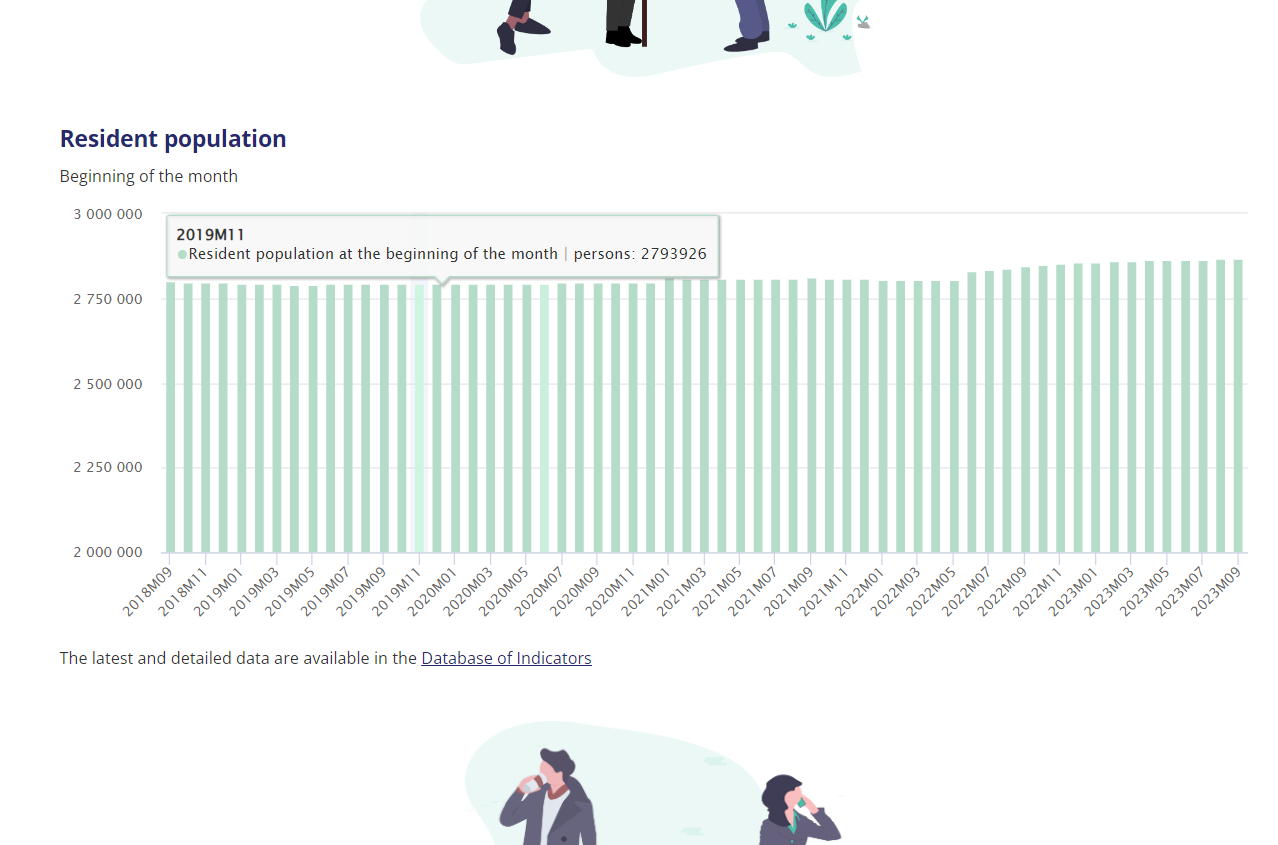 Resident population
Beginning of the month
3 000 000
2019M11
Resident population at the beginning of the month | persons: 2793926
2 750 000
2 500 000
2 250 000
2 000 000
2018M09 2018M11 2019M01 2019M03 2019M05 2019M07 2019M09 2019M11 2020M01 2020M03 2020M05 2020M07 2020M09 2020M11 2021M01 2021M03 2021M05 2021M07 2021M09 2021M11 2022M01 2022M03 2022M05 2022M07 2022M09 2022M11 2023M01 2023M03 2023M05 2023M07 2023M09
The latest and detailed data are available in the Database of Indicators